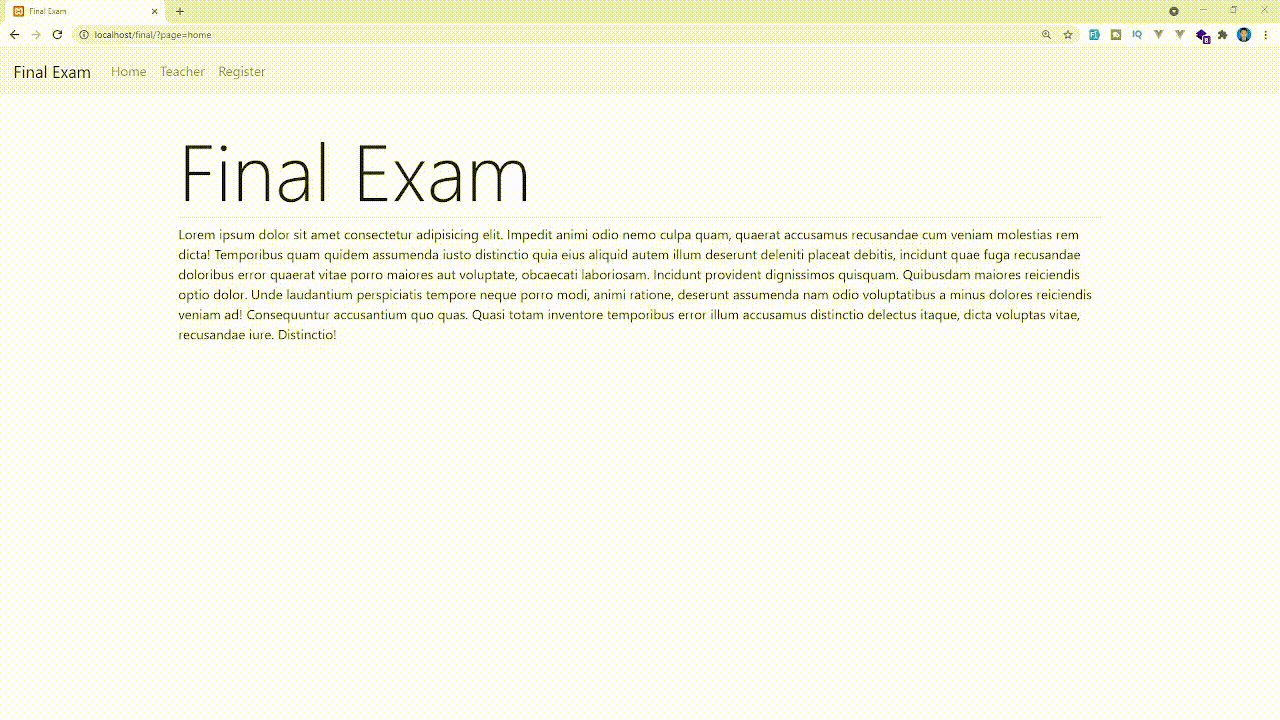 Final Exam
localhost/final/?page=home
Final Exam Home Teacher Register
Final Exam
Lorem ipsum dolor sit amet consectetur adipisicing elit. Impedit animi odio nemo culpa quam, quaerat accusamus recusandae cum veniam molestias rem
dicta! Temporibus quam quidem assumenda iusto distinctio quia eius aliquid autem illum deserunt deleniti placeat debitis, incidunt quae fuga recusandae
doloribus error quaerat vitae porro maiores aut voluptate, obcaecati laboriosam. Incidunt provident dignissimos quisquam. Quibusdam maiores reiciendis
optio dolor. Unde laudantium perspiciatis tempore neque porro modi, animi ratione, deserunt assumenda nam odio voluptatibus a minus dolores reiciendis
veniam ad! Consequuntur accusantium quo quas. Quasi totam inventore temporibus error illum accusamus distinctio delectus itaque, dicta voluptas vitae,
recusandae iure. Distinctio!